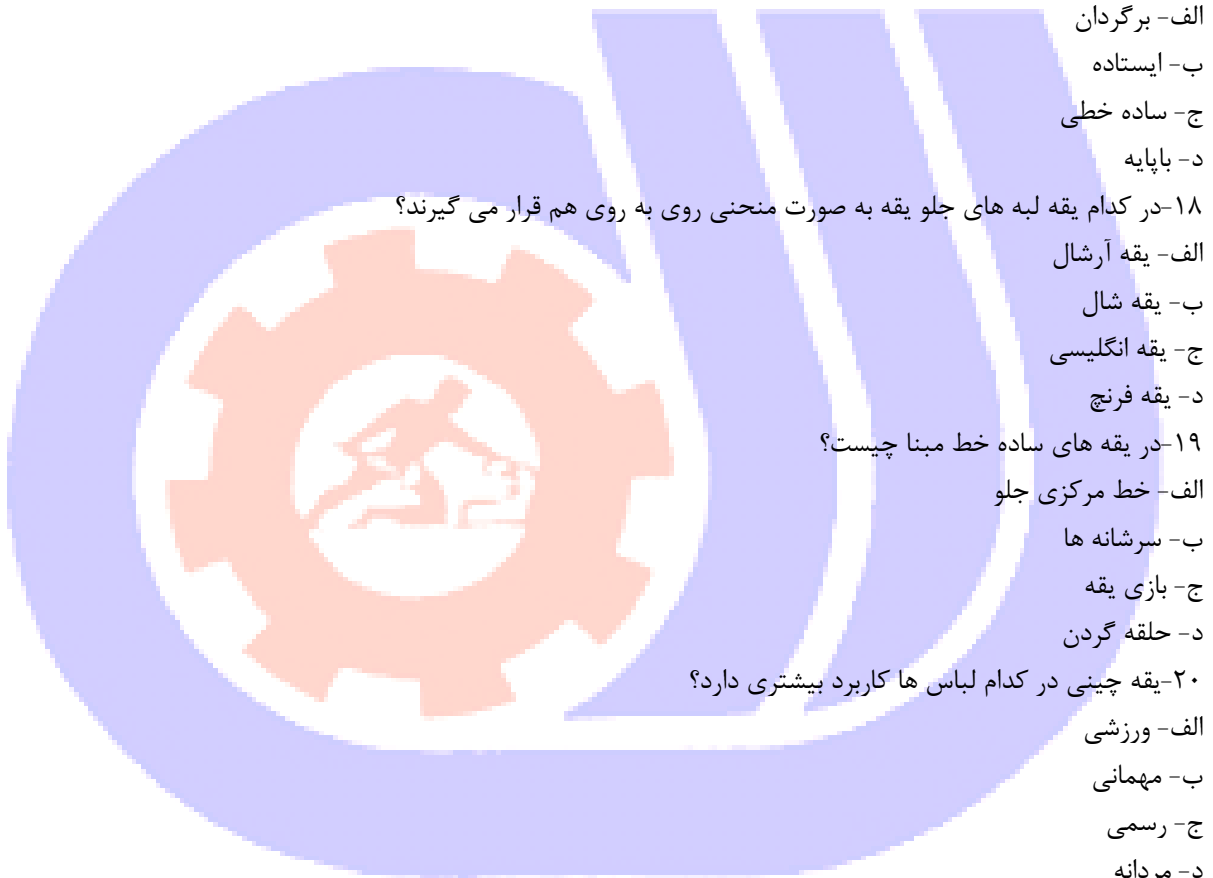 الف- برگردان
ب- ایستاده
ج- ساده خطی
د- باپایه
۱۸-در کدام یقه لبه های جلو یقه به صورت منحنی روی به روی هم قرار می گیرند؟
الف- یقه آرشال
ب- یقه شال
ج- یقه انگلیسی
د- یقه فرنچ
۱۹-در یقه های ساده خط مبنا چیست؟
الف- خط مرکزی جلو
ب- سرشانه ها
ج- بازی یقه
د- حلقه گردن
۲۰-یقه چینی در کدام لباس ها کاربرد بیشتری دارد؟
الف- ورزشی
ب- مهمانی
ج- رسمی
د- مردانه